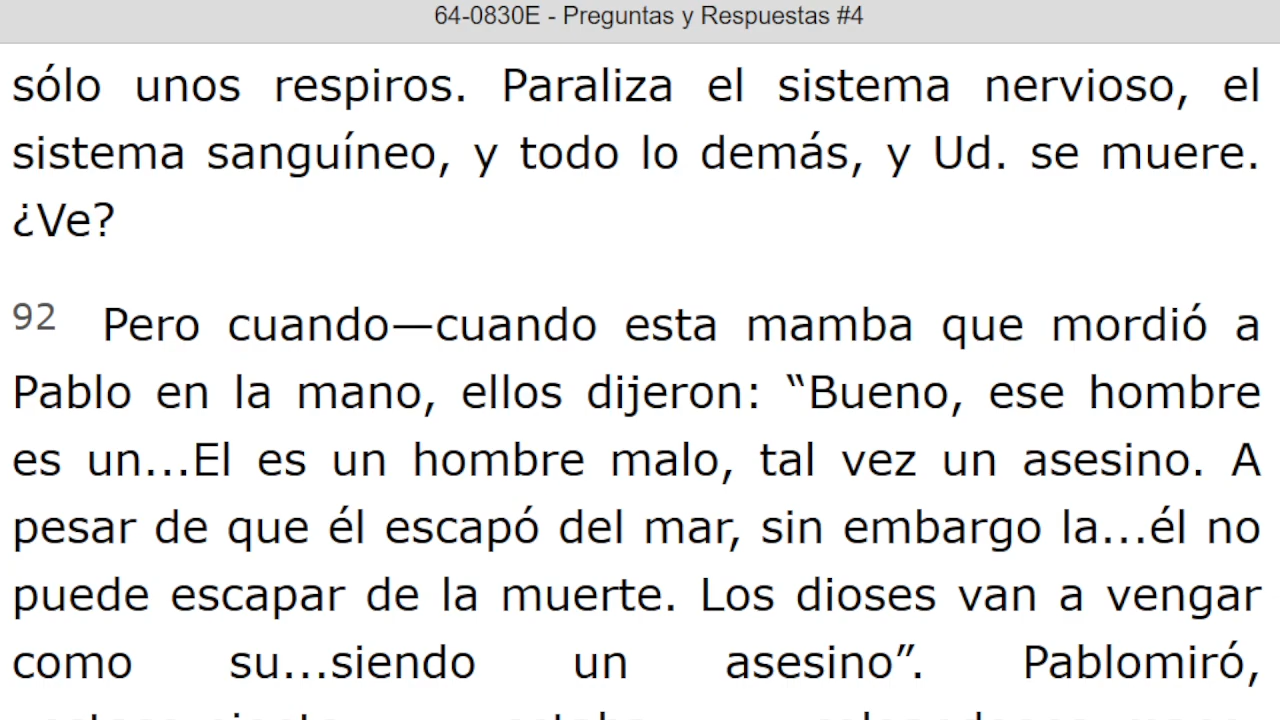 64-0830E - Preguntas y Respuestas #4
sólo unos respiros. Paraliza el sistema nervioso, el
sistema sanguíneo, y todo lo demás, y Ud. se muere.
¿Ve?
92 Pero cuando—cuando esta mamba que mordió a
Pablo en la mano, ellos dijeron: “Bueno, ese hombre
es un...El es un hombre malo, tal vez un asesino. A
pesar de que él escapó del mar, sin embargo la...él no
puede escapar de la muerte. Los dioses van a vengar
como su...siendo un asesino”. Pablomiró,